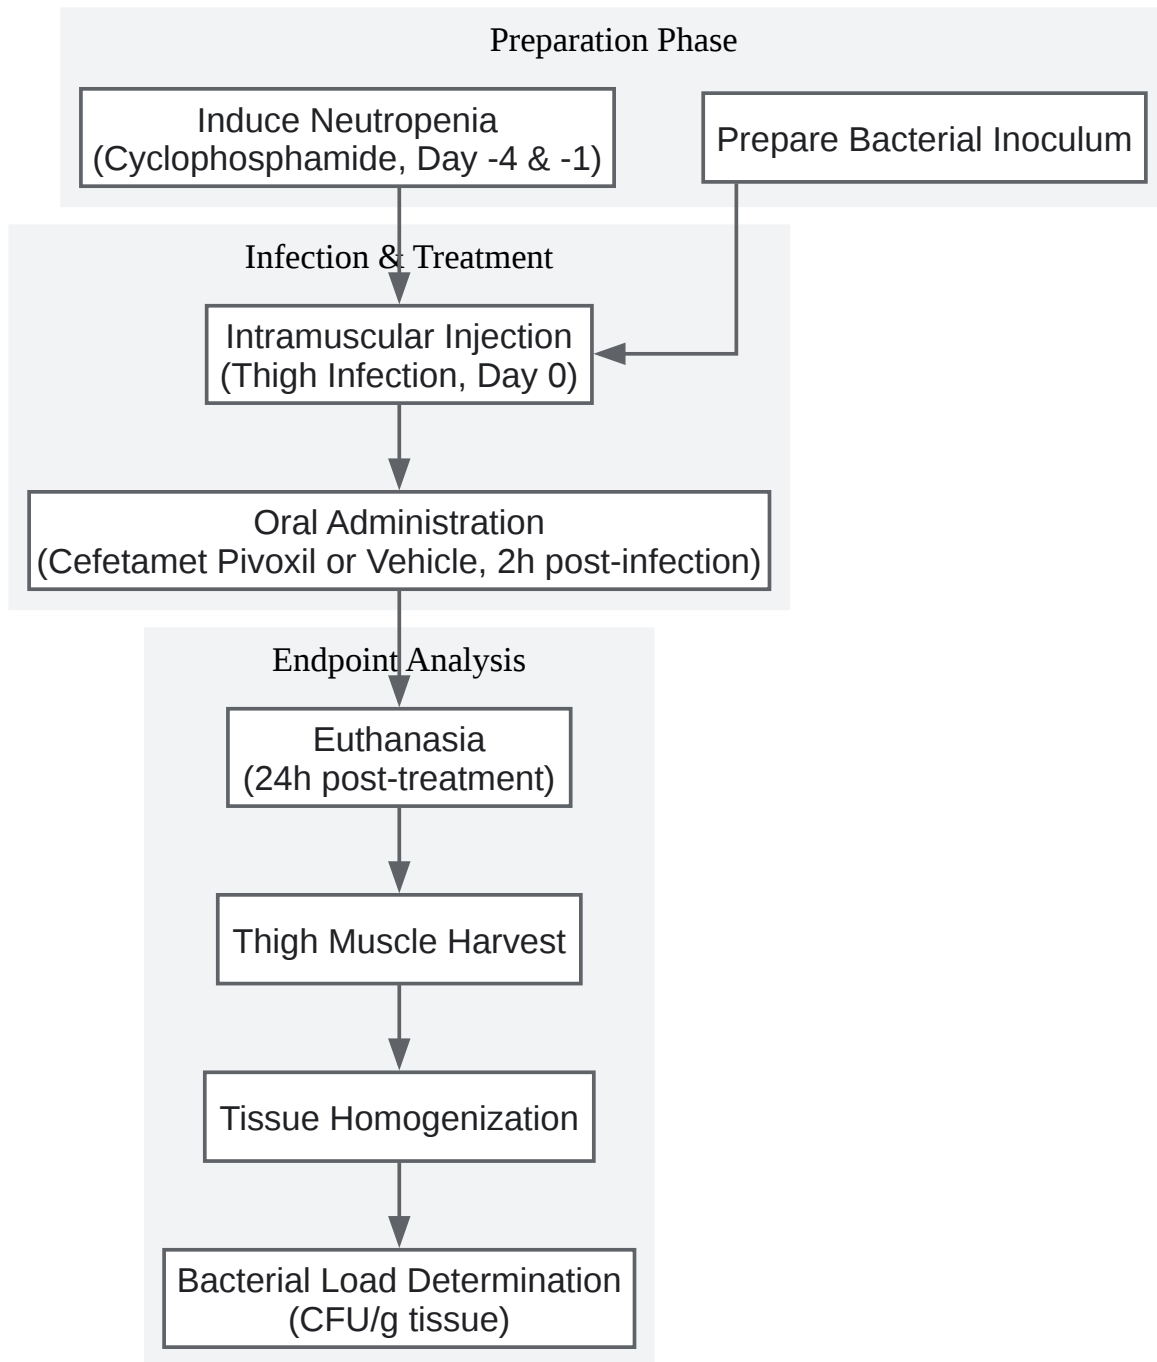 Preparation Phase
Induce Neutropenia
(Cyclophosphamide, Day -4 & -1)
Prepare Bacterial Inoculum
Infection & Treatment
Intramuscular Injection
(Thigh Infection, Day 0)
Oral Administration
(Cefetamet Pivoxil or Vehicle, 2h post-infection)
Endpoint Analysis
Euthanasia
(24h post-treatment)
Thigh Muscle Harvest
Tissue Homogenization
Bacterial Load Determination
(CFU/g tissue)